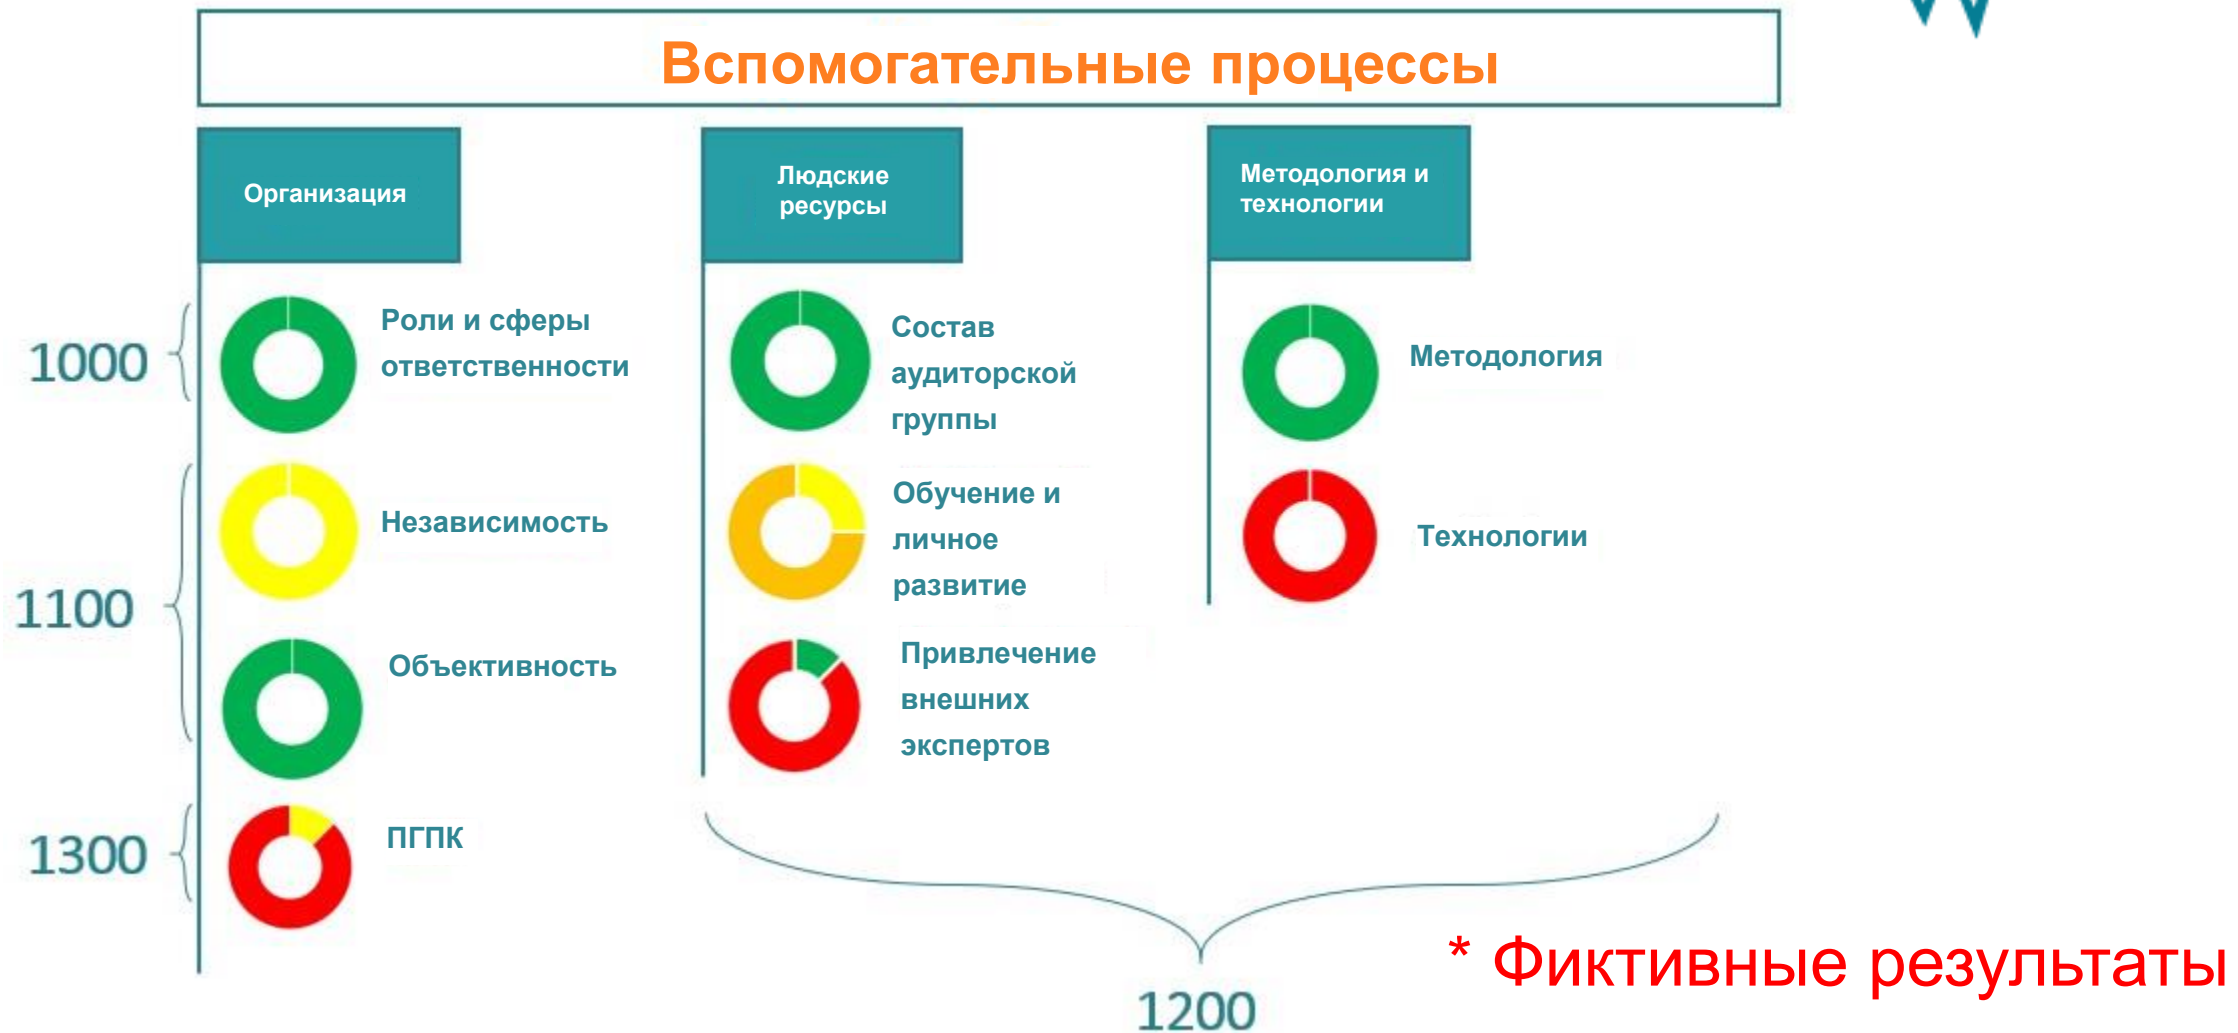 Вспомогательные процессы
Организация
1000
Роли и сферы
ответственности
1100
Независимость
Объективность
1300
ПГПК
Людские
ресурсы
Состав
аудиторской
группы
Обучение и
личное
развитие
Привлечение
внешних
экспертов
Методология и
технологии
Методология
Технологии
1200
* Фиктивные результаты